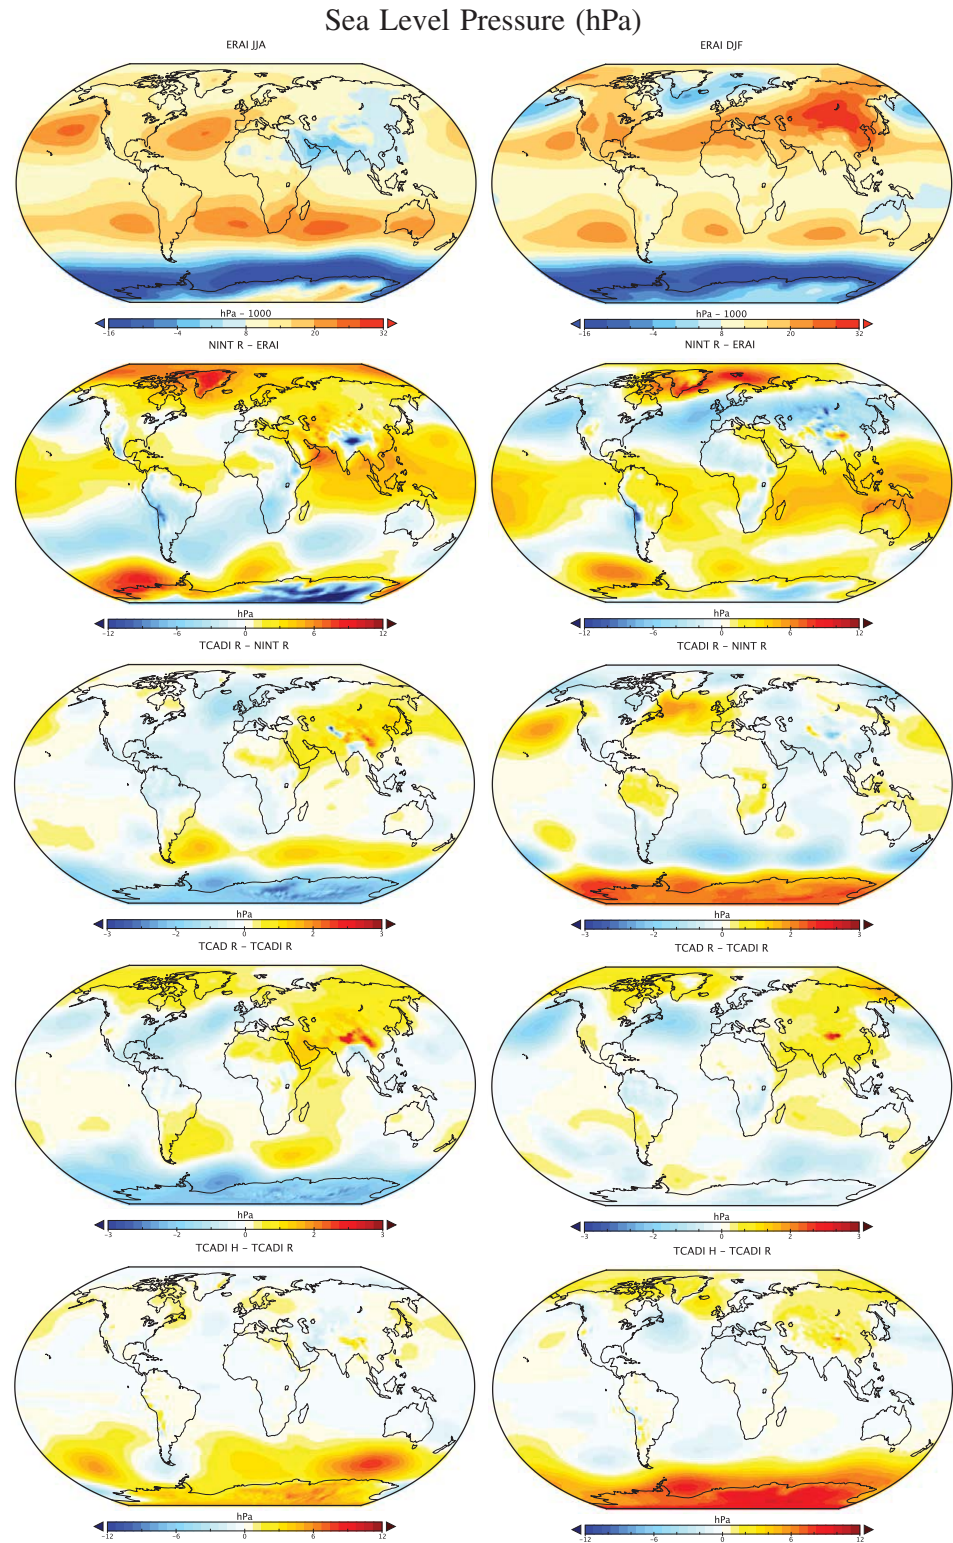 Sea Level Pressure (hPa)
ERAI JJA
ERAI DJF
hPa - 1000
-16 -4 8 20 32
hPa - 1000
-16 -4 8 20 32
NINT R - ERAI
NINT R - ERAI
hPa
-12 -6 0 6 12
hPa
-12 -6 0 6 12
TCADI R - NINT R
TCADI R - NINT R
hPa
-3 -2 0 2 3
hPa
-3 -2 0 2 3
TCAD R - TCADI R
TCAD R - TCADI R
hPa
-3 -2 0 2 3
hPa
-3 -2 0 2 3
TCADI H - TCADI R
TCADI H - TCADI R
hPa
-12 -6 0 6 12
hPa
-12 -6 0 6 12